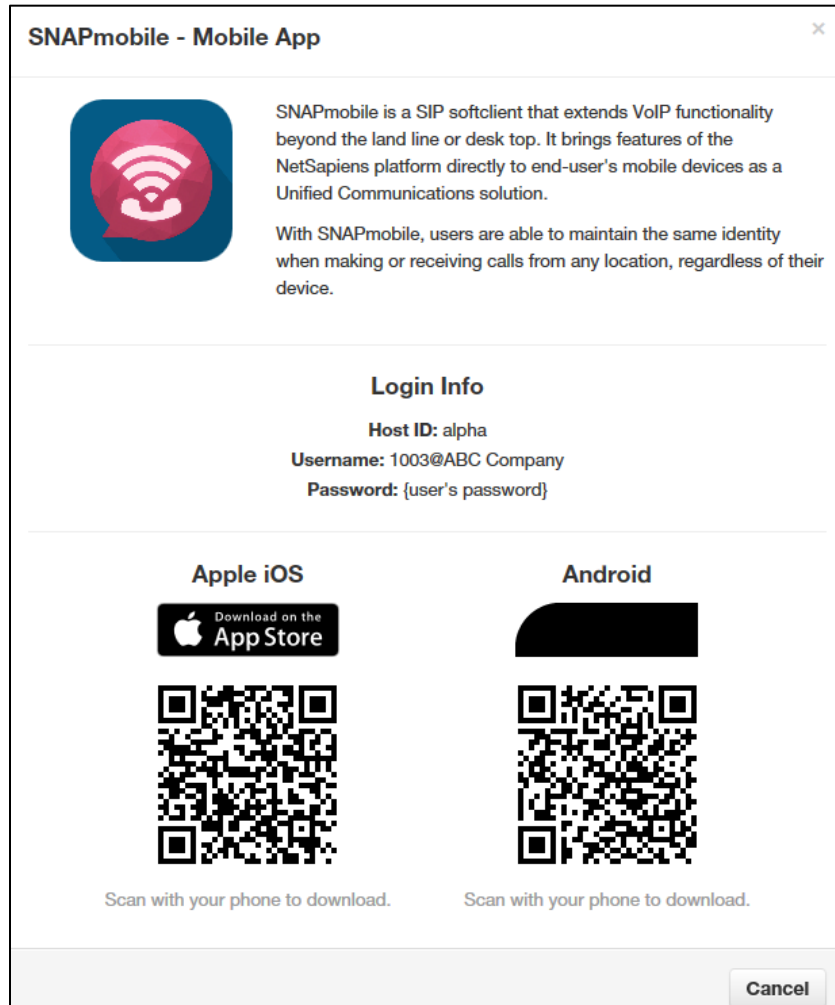 SNAPmobile - Mobile App
×
SNAPmobile is a SIP softclient that extends VoIP functionality
beyond the land line or desk top. It brings features of the
NetSapiens platform directly to end-user's mobile devices as a
Unified Communications solution.
With SNAPmobile, users are able to maintain the same identity
when making or receiving calls from any location, regardless of their
device.
Login Info
Host ID: alpha
Username: 1003@ABC Company
Password: {user's password}
Apple iOS
Android
Download on the
App Store
Scan with your phone to download.
Scan with your phone to download.
Cancel